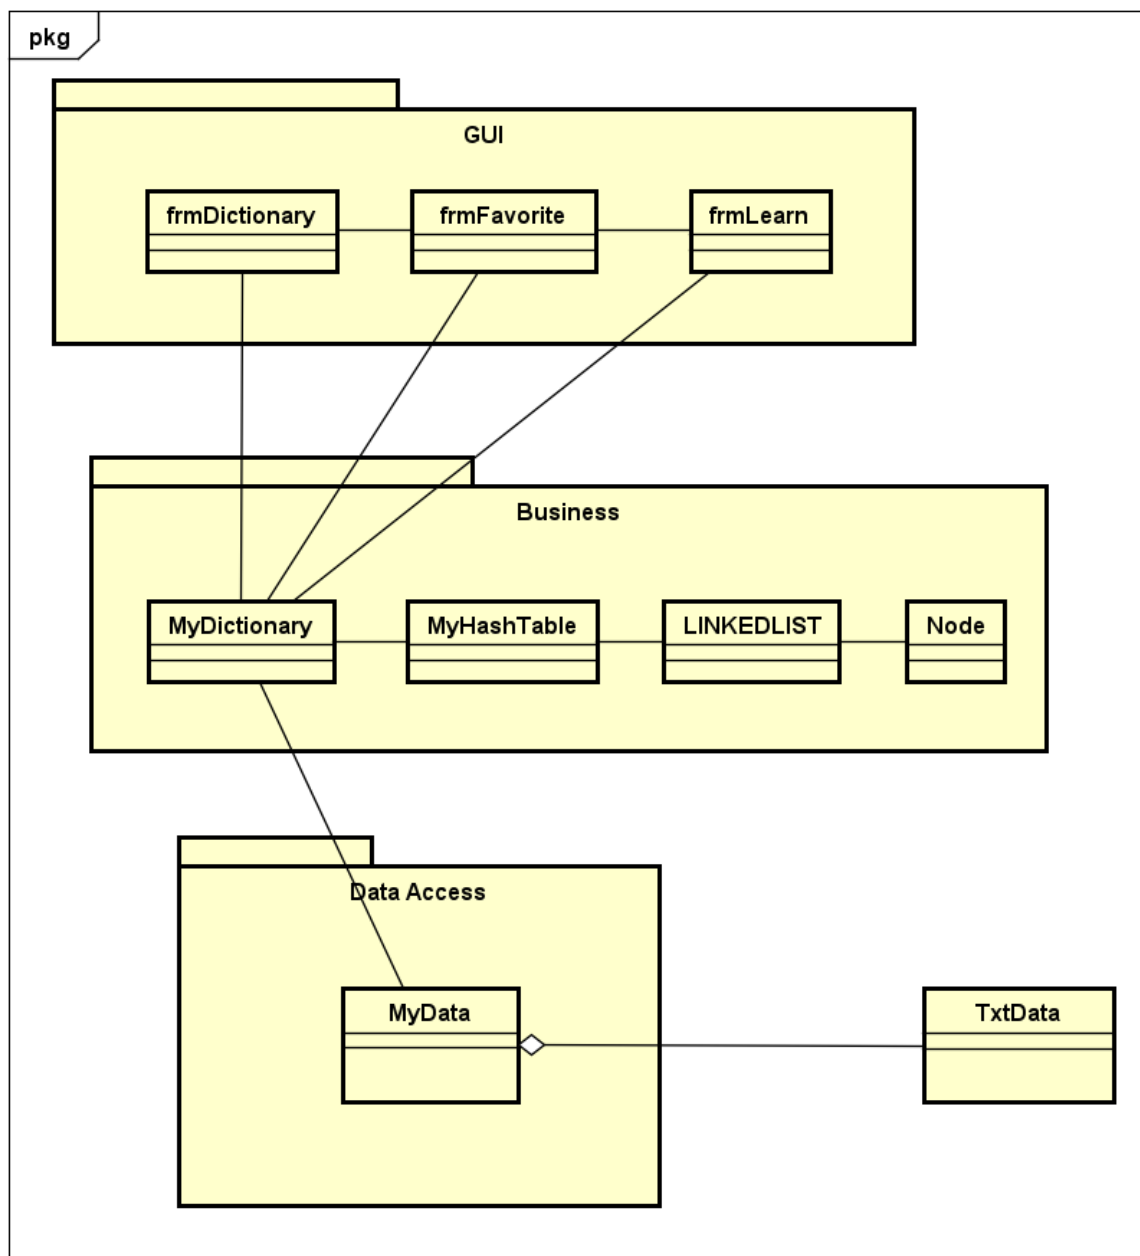 pkg
GUI
frmDictionary
frmFavorite
frmLearn
Business
MyDictionary
MyHashTable
LINKEDLIST
Node
Data Access
MyData
TxtData